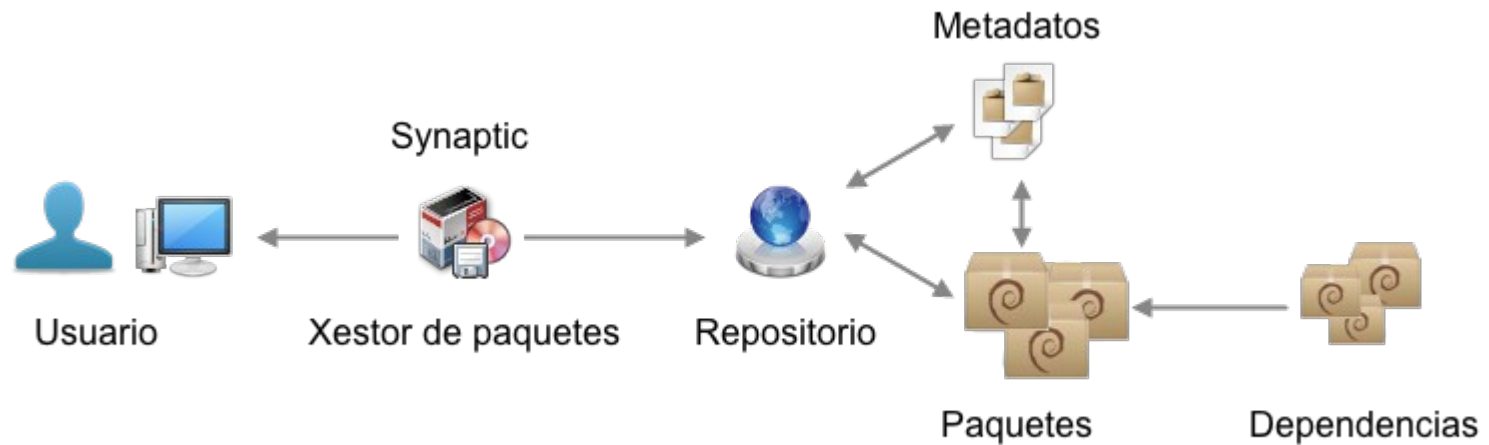 Metadatos
Synaptic
Usuario
Xestor de paquetes
Repositorio
Paquetes
Dependencias